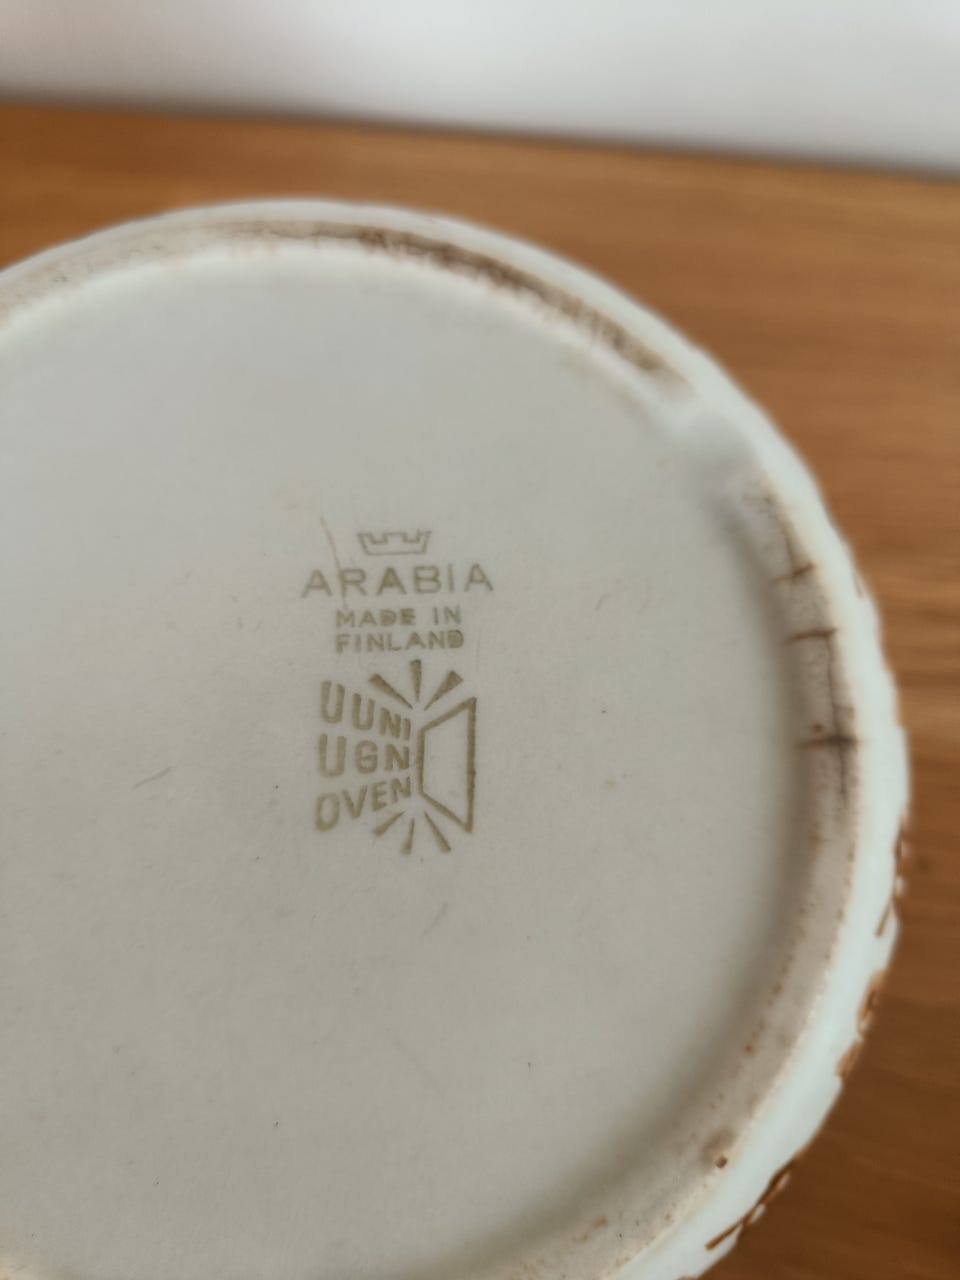 ARABIA
MADE IN
FINLAND
UUNI
UGN
OVEN